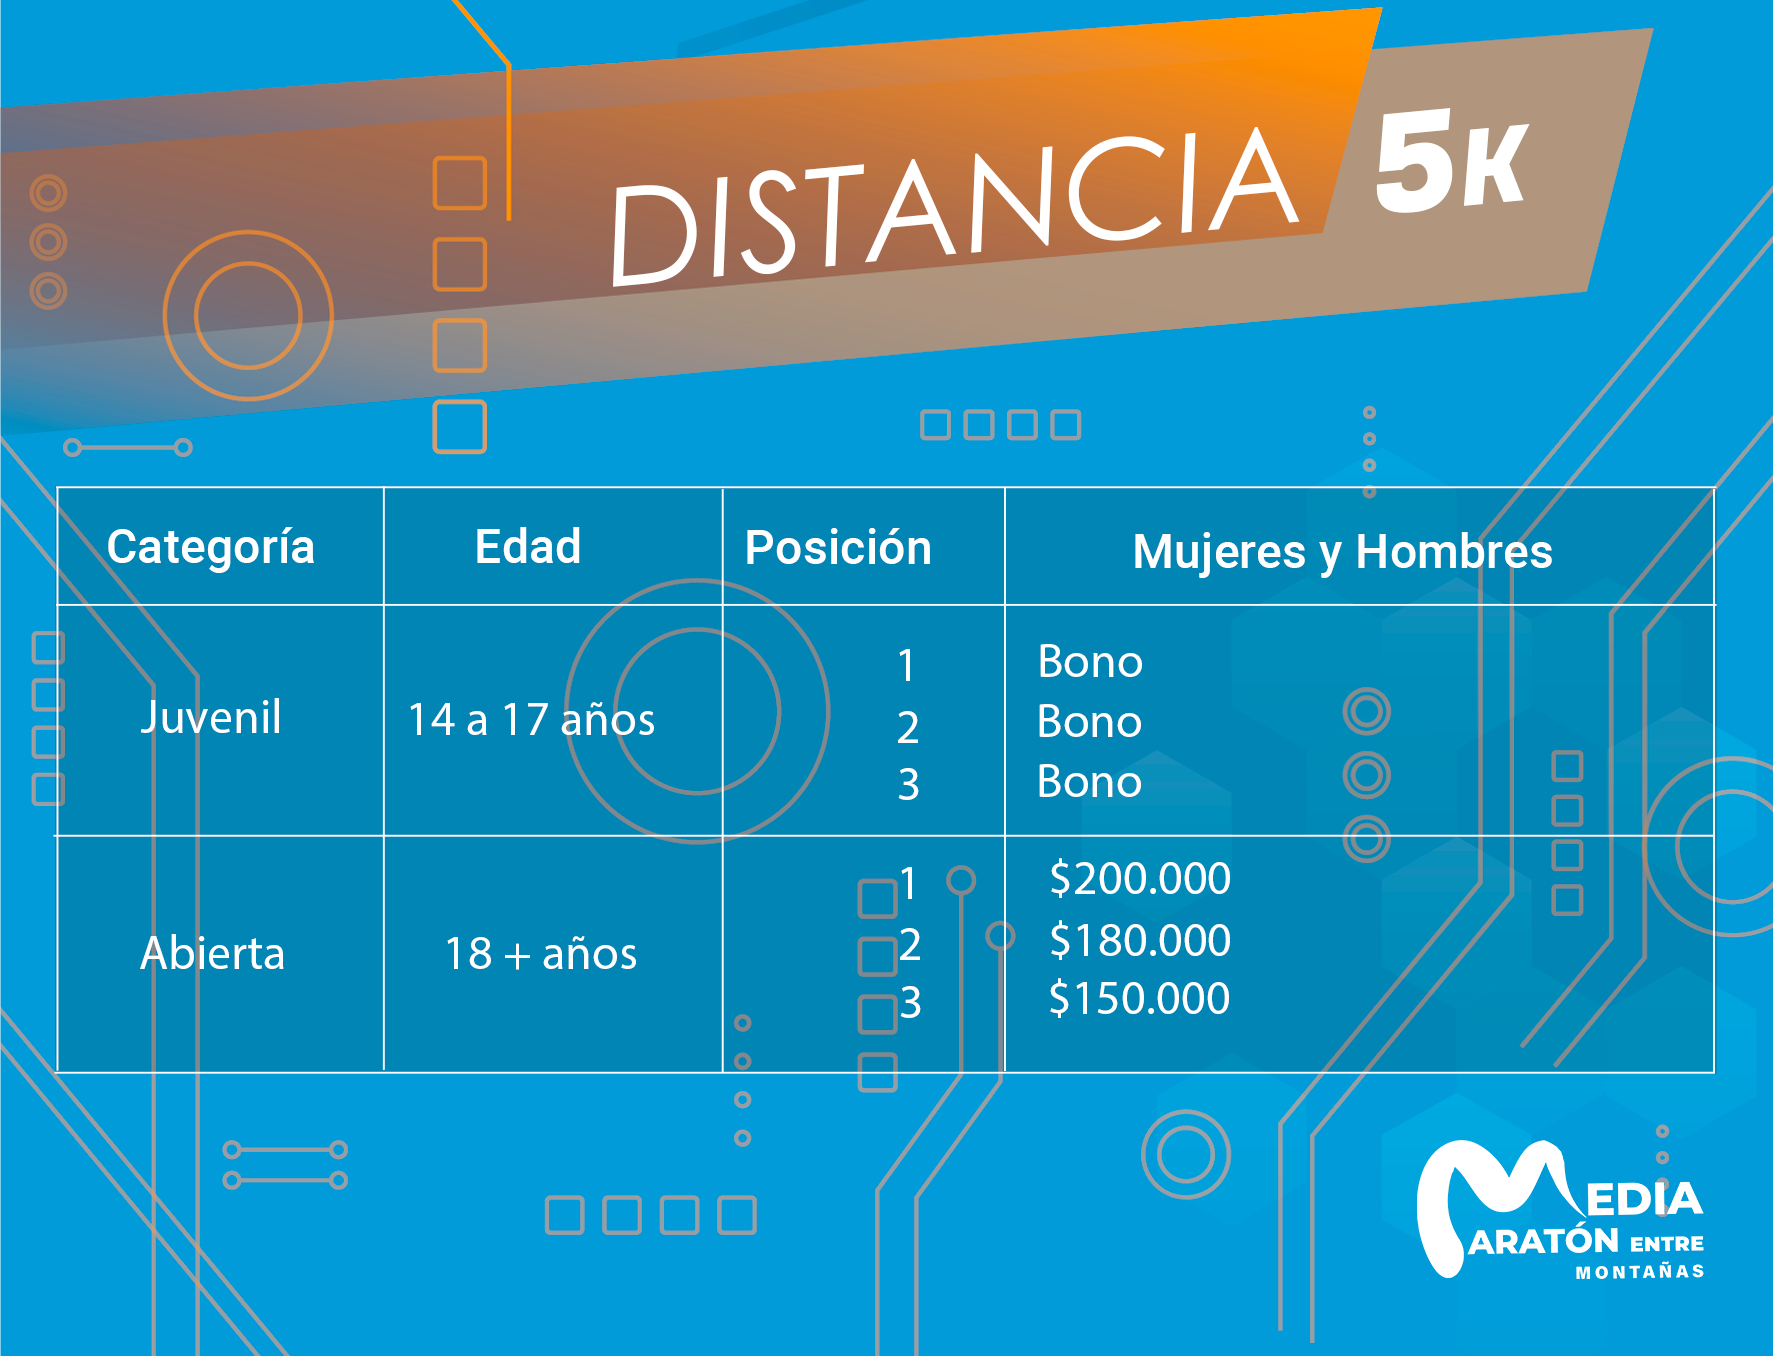 DISTANCIA 5K
Categoría Edad Posición Mujeres y Hombres
Juvenil 14 a 17 años
1 Bono
2 Bono
3 Bono
Abierta 18 + años
1 $200.000
2 $180.000
3 $150.000
MEDIA
MARATÓN ENTRE
MONTAÑAS